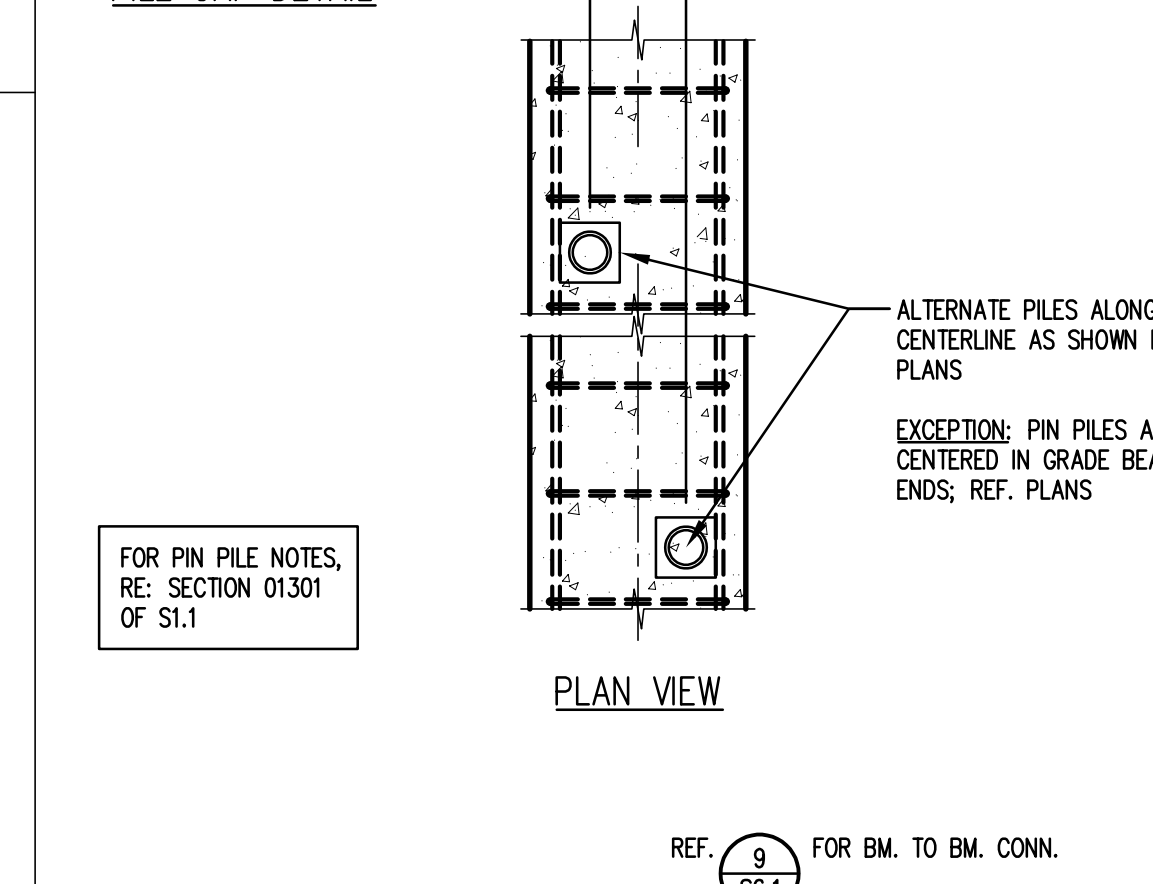 ALTERNATE PILES ALONG
CENTERLINE AS SHOWN
PLANS
EXCEPTION: PIN PILES
CENTERED IN GRADE
ENDS; REF. PLANS
FOR PIN PILE NOTES,
RE: SECTION 01301
OF S1.1
PLAN VIEW
REF. 9 FOR BM. TO BM. CONN.